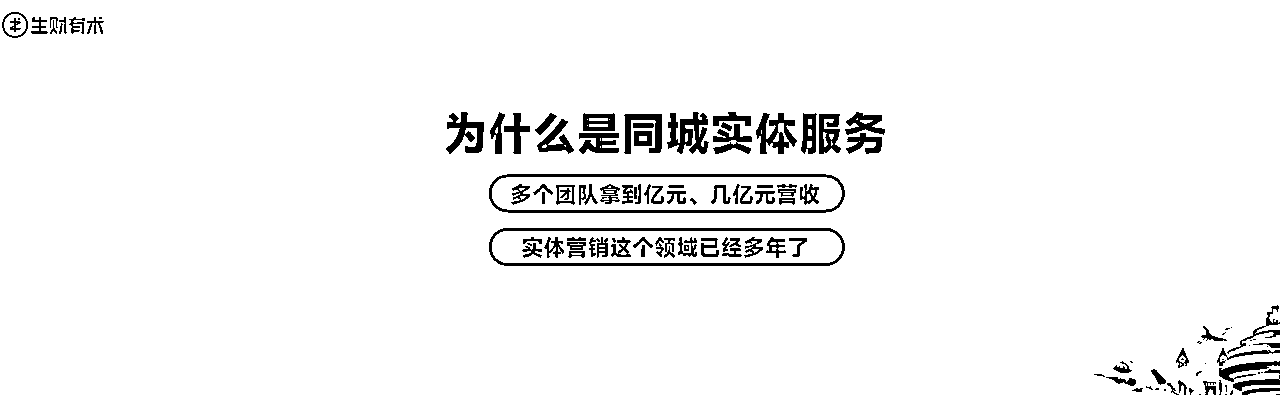 生财有术
为什么是同城实体服务
多个团队拿到亿元、几亿元营收
实体营销这个领域已经多年了